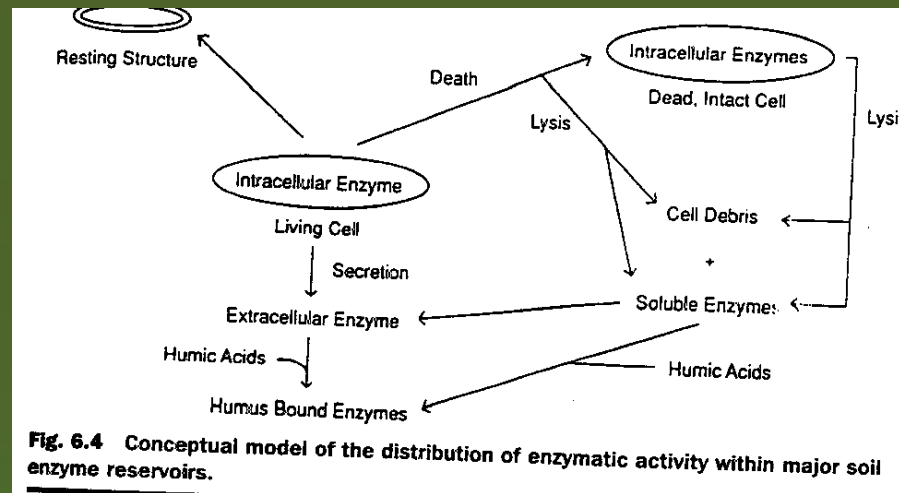 Resting Structure
Death
Intracellular Enzymes
Dead, Intact Cell
Lysis
Lysi
Intracellular Enzyme
Living Cell
Cell Debris
+
Secretion
Soluble Enzymes
Extracellular Enzyme
Humic Acids
Humic Acids
Humus Bound Enzymes
Fig. 6.4 Conceptual model of the distribution of enzymatic activity within major soil
enzyme reservoirs.